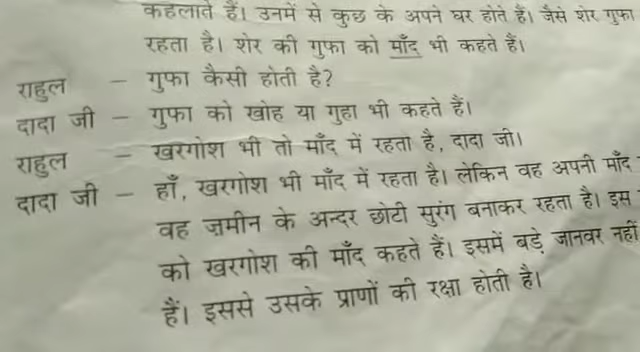 कहलाते हैं। उनमें से कुछ के अपने घर होते हैं। जैसे शेर गुफा
रहता है। शेर की गुफा को माँद भी कहते हैं।
राहुल – गुफा कैसी होती है?
दादा जी – गुफा को खोह या गुहा भी कहते हैं।
राहुल – खरगोश भी तो माँद में रहता है, दादा जी।
दादा जी – हाँ, खरगोश भी माँद में रहता है। लेकिन वह अपनी माँद
वह ज़मीन के अन्दर छोटी सुरंग बनाकर रहता है। इस
को खरगोश की माँद कहते हैं। इसमें बड़े जानवर नहीं
हैं। इससे उसके प्राणों की रक्षा होती है।